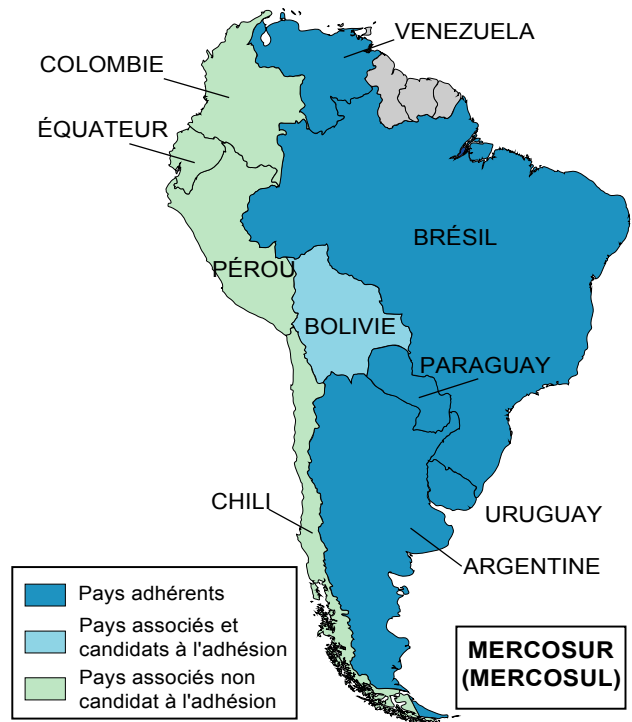 VENEZUELA
COLOMBIE
ÉQUATEUR
BRÉSIL
PÉROU
BOLIVIE
PARAGUAY
CHILI
URUGUAY
ARGENTINE
Pays adhérents
Pays associés et
candidats à l'adhésion
Pays associés non
candidat à l'adhésion
MERCOSUR
(MERCOSUL)